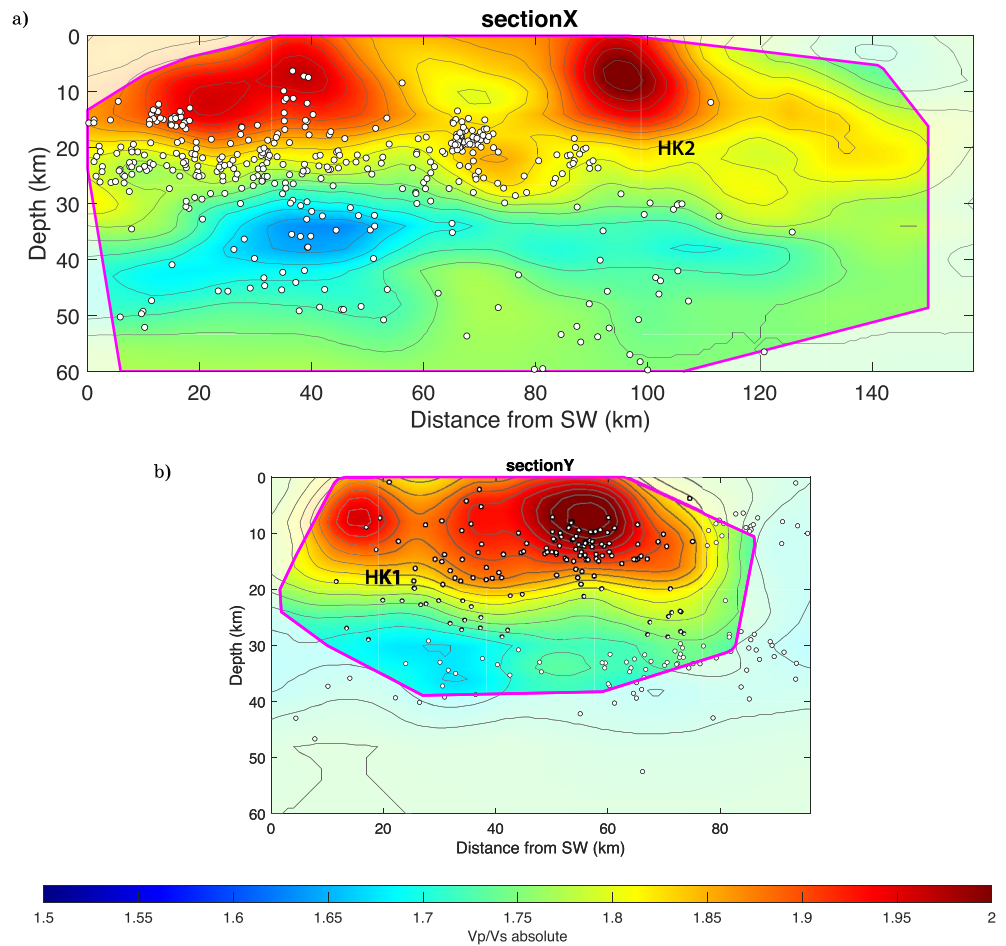 a)
sectionX
0
10
20
30
40
50
60
Depth (km)
HK2
0 20 40 60 80 100 120 140
Distance from SW (km)
b)
sectionY
0
10
20
30
40
50
60
Depth (km)
HK1
0 20 40 60 80
Distance from SW (km)
1.5 1.55 1.6 1.65 1.7 1.75 1.8 1.85 1.9 1.95 2
Vp/Vs absolute